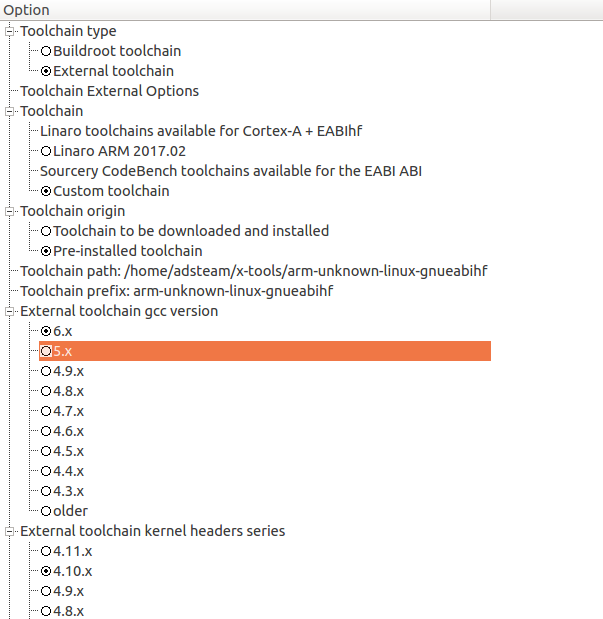 Option
Toolchain type
Buildroot toolchain
External toolchain
Toolchain External Options
Toolchain
Linaro toolchains available for Cortex-A + EABIhf
Linaro ARM 2017.02
Sourcery CodeBench toolchains available for the EABI ABI
Custom toolchain
Toolchain origin
Toolchain to be downloaded and installed
Pre-installed toolchain
Toolchain path: /home/adsteam/x-tools/arm-unknown-linux-gnueabihf
Toolchain prefix: arm-unknown-linux-gnueabihf
External toolchain gcc version
6.x
5.x
4.9.x
4.8.x
4.7.x
4.6.x
4.5.x
4.4.x
4.3.x
older
External toolchain kernel headers series
4.11.x
4.10.x
4.9.x
4.8.x